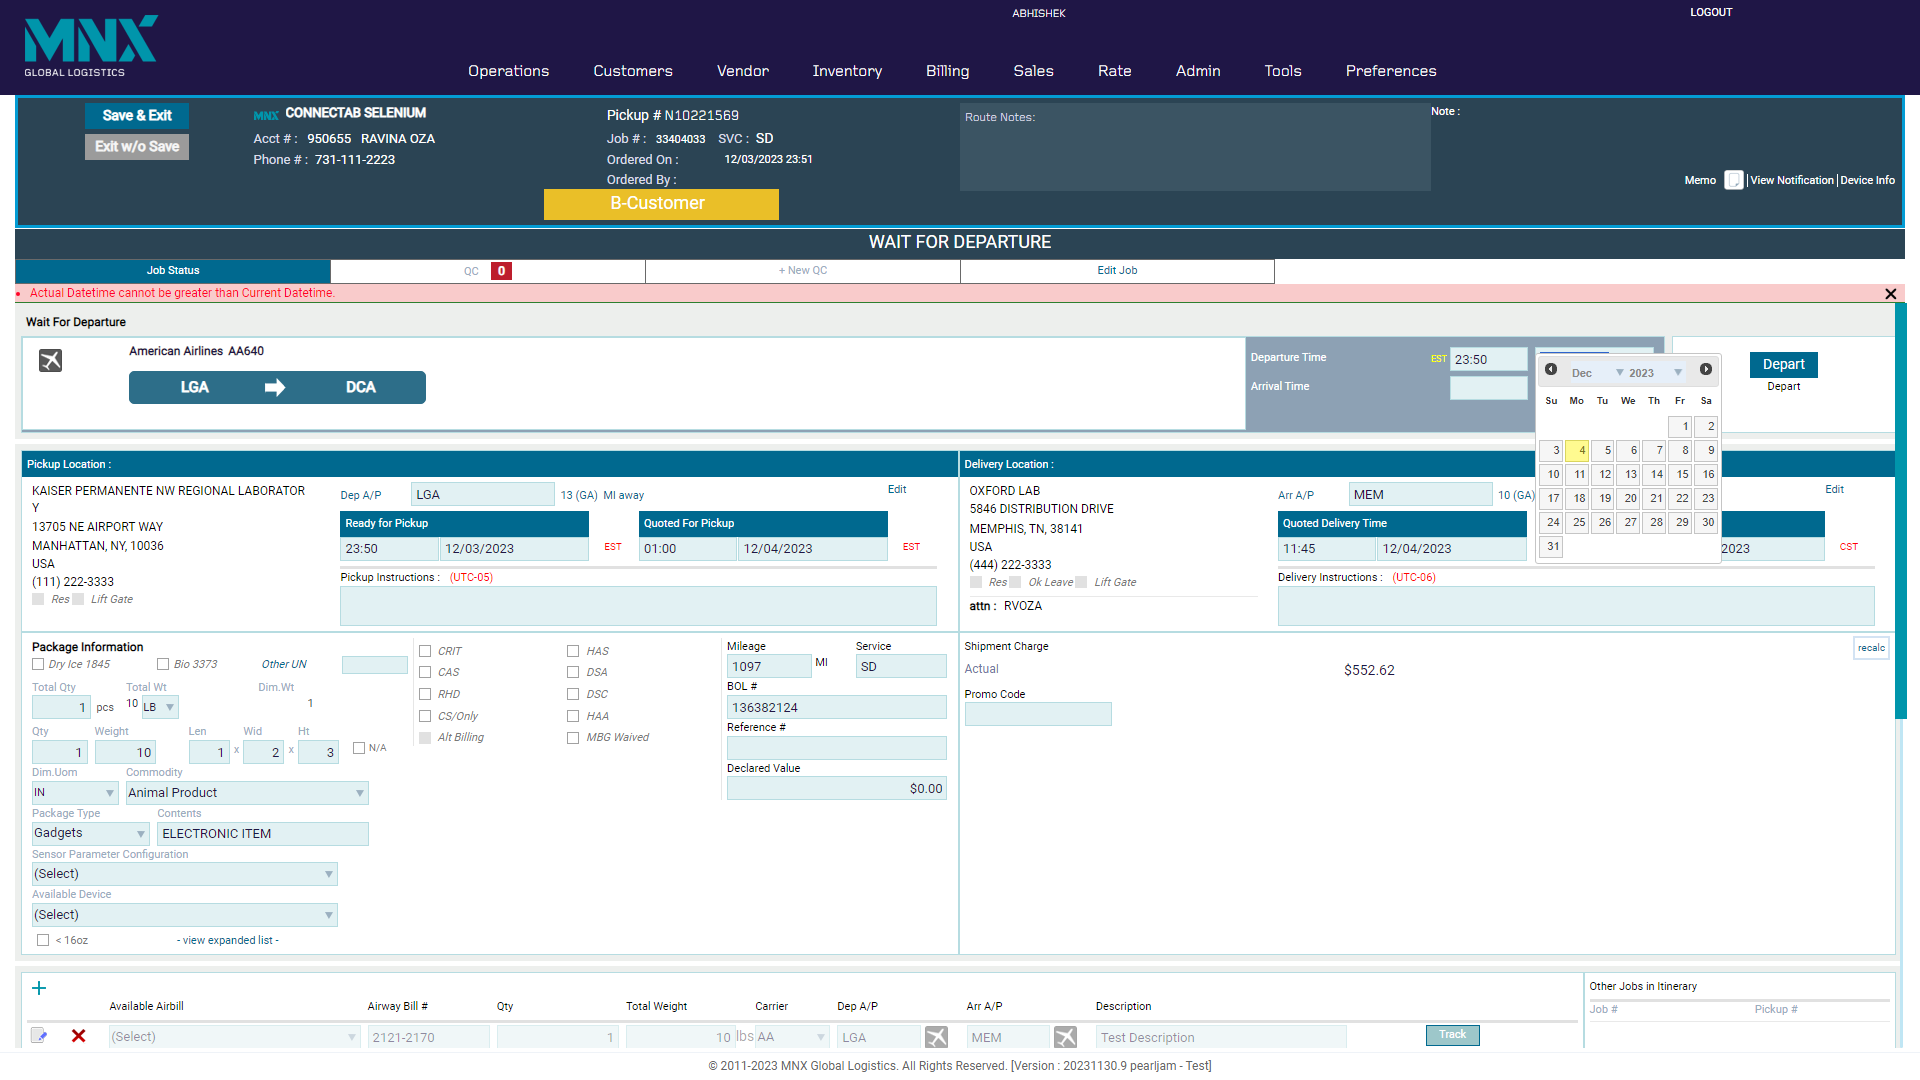 MNX
GLOBAL LOGISTICS
ABHISHEK
LOGOUT
Operations Customers Vendor Inventory Billing Sales Rate Admin Tools Preferences
Save & Exit
Exit w/o Save
MNX CONNECTAB SELENIUM
Acct # : 950655 RAVINA OZA
Phone # : 731-111-2223
Pickup # N10221569
Job # : 33404033 SVC : SD
Ordered On : 12/03/2023 23:51
Ordered By :
B-Customer
Route Notes:
Note :
Memo |View Notification|Device Info
WAIT FOR DEPARTURE
Job Status QC 0 + New QC Edit Job
Actual Datetime cannot be greater than Current Datetime.
Wait For Departure
American Airlines AA640
LGA DCA
Departure Time EST 23:50
Arrival Time
Dec 2023
Su Mo Tu We Th Fr Sa
1 2
3 4 5 6 7 8 9
10 11 12 13 14 15 16
17 18 19 20 21 22 23
24 25 26 27 28 29 30
31
Depart
Depart
Pickup Location :
KAISER PERMANENTE NW REGIONAL LABORATOR
Y
13705 NE AIRPORT WAY
MANHATTAN, NY, 10036
USA
(111) 222-3333
Res Lift Gate
Dep A/P LGA 13 (GA) MI away Edit
Ready for Pickup Quoted For Pickup
23:50 12/03/2023 EST 01:00 12/04/2023 EST
Pickup Instructions : (UTC-05)
Delivery Location :
OXFORD LAB
5846 DISTRIBUTION DRIVE
MEMPHIS, TN, 38141
USA
(444) 222-3333
Res Ok Leave Lift Gate
attn : RVOZA
Arr A/P MEM 10 (GA) Edit
Quoted Delivery Time
11:45 12/04/2023 2023 CST
Delivery Instructions : (UTC-06)
Package Information
Dry Ice 1845 Bio 3373 Other UN
Total Qty Total Wt Dim.Wt
1 pcs 10 LB 1
Qty Weight Len Wid Ht
1 10 1 x 2 x 3 N/A
Dim.Uom Commodity
IN Animal Product
Package Type Contents
Gadgets ELECTRONIC ITEM
Sensor Parameter Configuration
(Select)
Available Device
(Select)
< 16oz - view expanded list -
CRIT HAS
CAS DSA
RHD DSC
CS/Only HAA
Alt Billing MBG Waived
Mileage Service
1097 MI SD
BOL #
136382124
Reference #
Declared Value
$0.00
Shipment Charge recalc
Actual $552.62
Promo Code
Available Airbill Airway Bill # Qty Total Weight Carrier Dep A/P Arr A/P Description
(Select) 2121-2170 1 10 lbs AA LGA MEM Test Description Track
Other Jobs in Itinerary
Job # Pickup #
© 2011-2023 MNX Global Logistics. All Rights Reserved. [Version : 20231130.9 pearljam - Test]